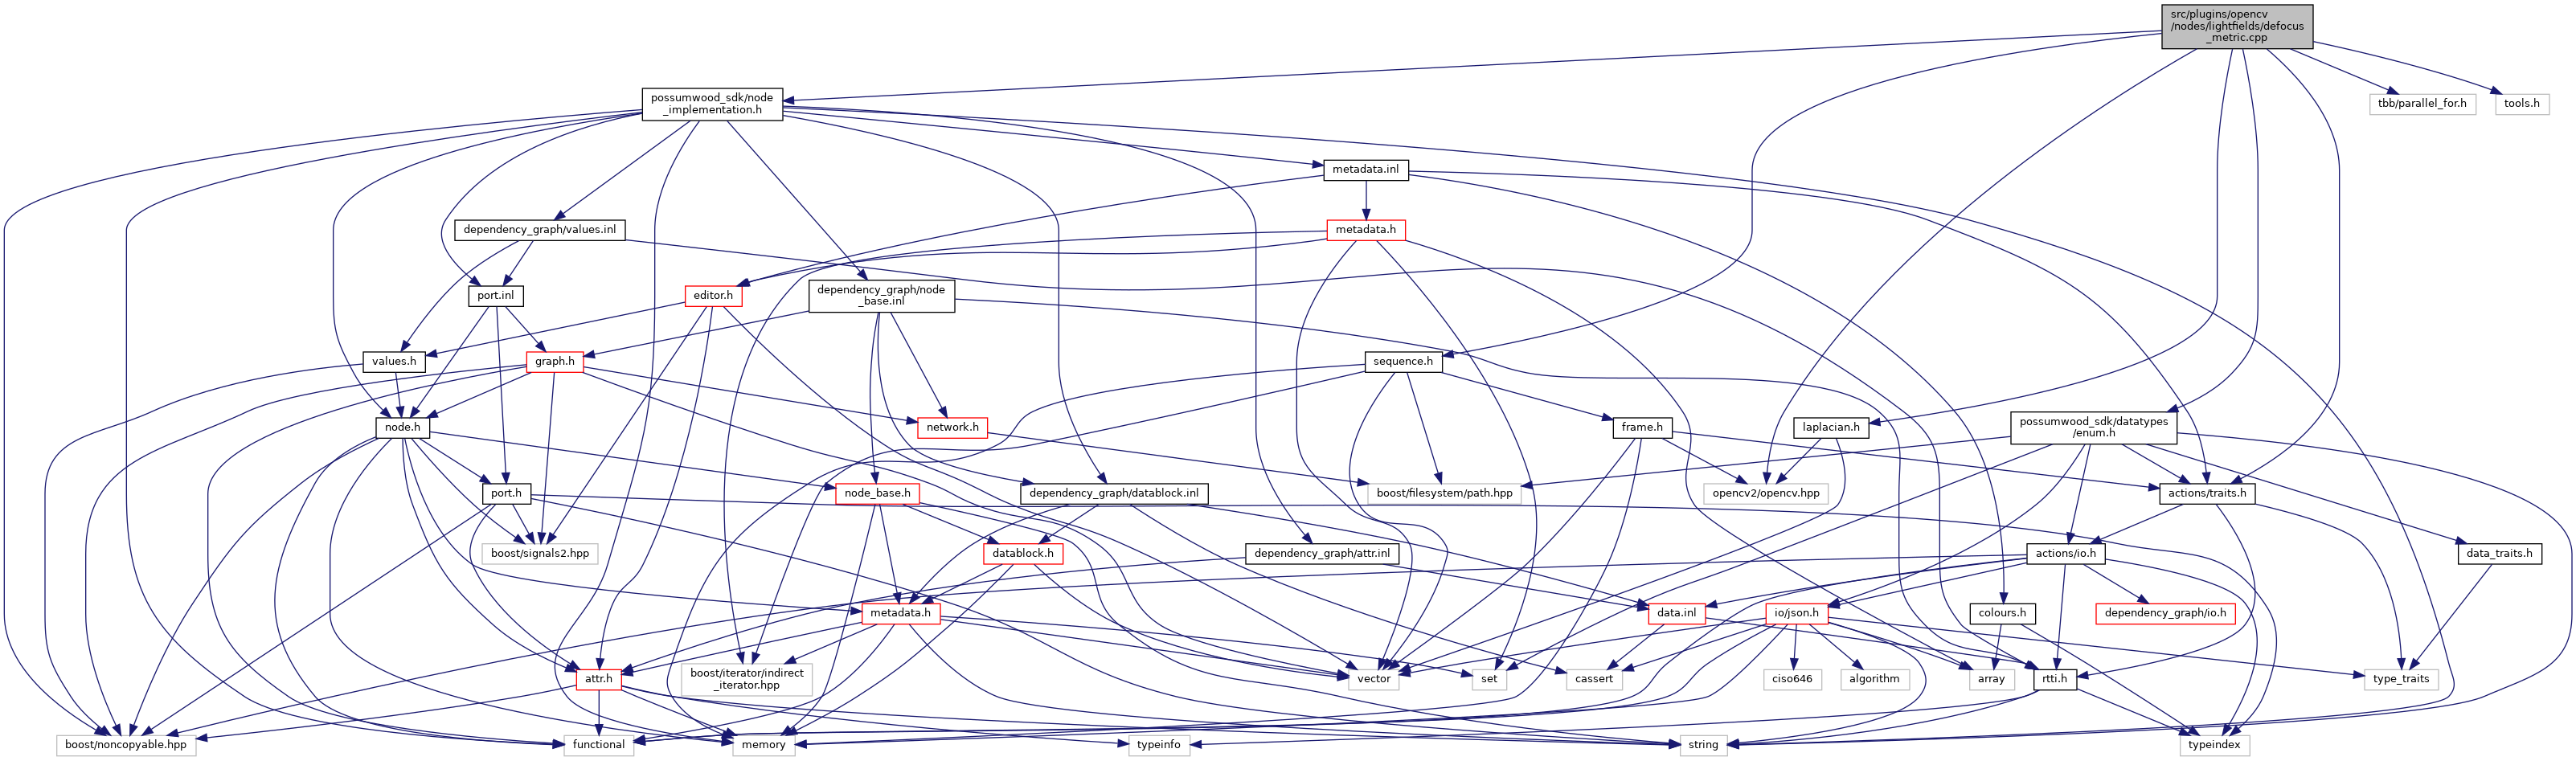 src/plugins/opencv
/nodes/lightfields/defocus
_metric.cpp
possumwood_sdk/node
_implementation.h
tbb/parallel_for.h
tools.h
metadata.inl
dependency_graph/values.inl
metadata.h
port.inl
editor.h
dependency_graph/node
_base.inl
values.h
graph.h
sequence.h
node.h
network.h
frame.h
laplacian.h
possumwood_sdk/datatypes
/enum.h
port.h
node_base.h
dependency_graph/datablock.inl
boost/filesystem/path.hpp
opencv2/opencv.hpp
actions/traits.h
boost/signals2.hpp
datablock.h
dependency_graph/attr.inl
actions/io.h
data_traits.h
metadata.h
data.inl
io/json.h
colours.h
dependency_graph/io.h
attr.h
boost/iterator/indirect
_iterator.hpp
vector
set
cassert
ciso646
algorithm
array
rtti.h
type_traits
boost/noncopyable.hpp
functional
memory
typeinfo
string
typeindex